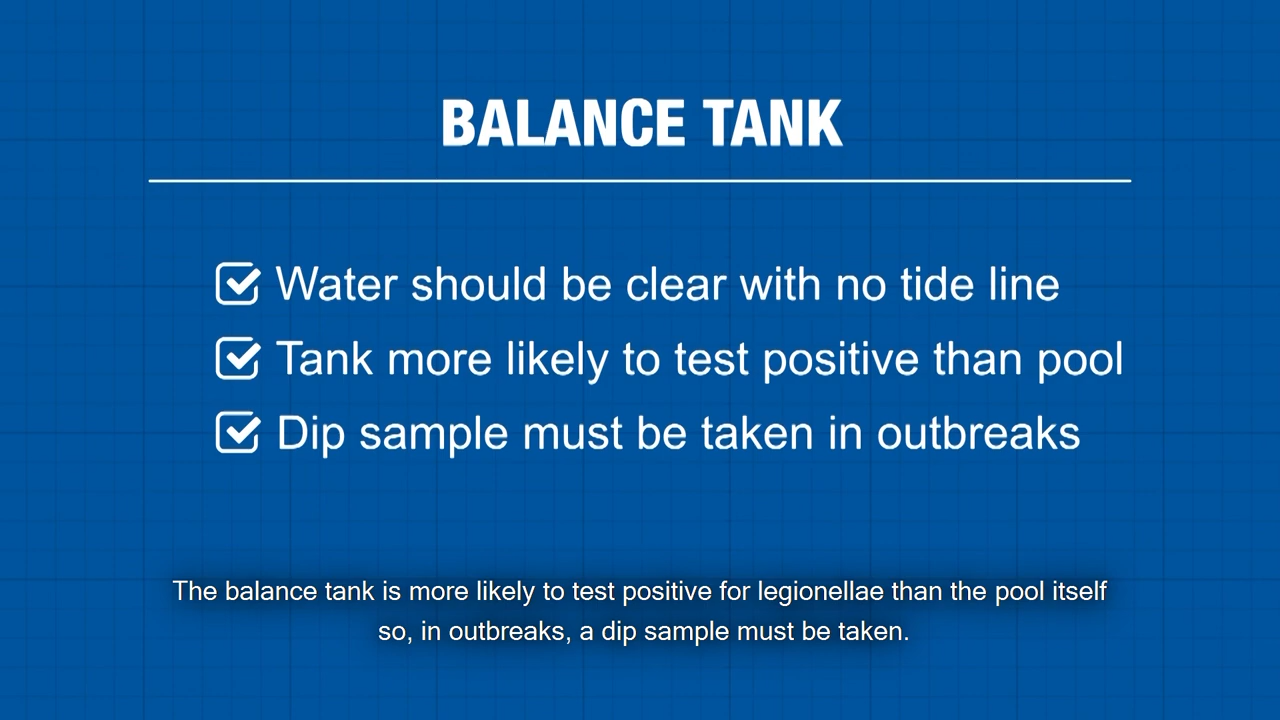 BALANCE TANK
Water should be clear with no tide line
Tank more likely to test positive than pool
Dip sample must be taken in outbreaks
The balance tank is more likely to test positive for legionellae than the pool itself
so, in outbreaks, a dip sample must be taken.